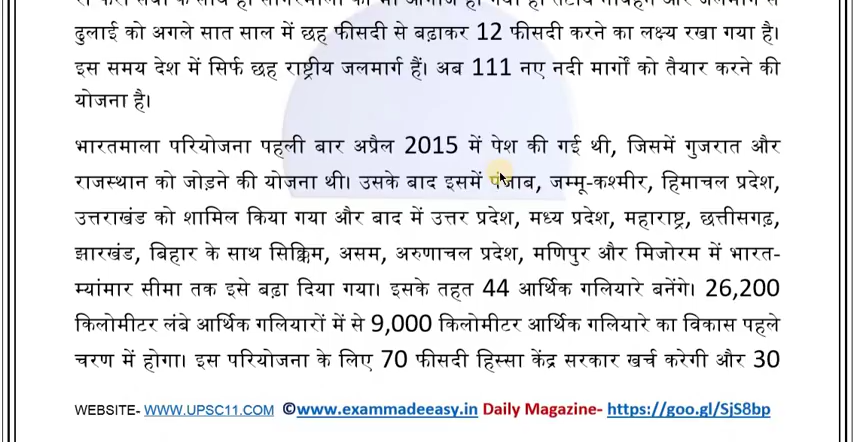 ढुलाई को अगले सात साल में छह फीसदी से बढ़ाकर 12 फीसदी करने का लक्ष्य रखा गया है।
इस समय देश में सिर्फ छह राष्ट्रीय जलमार्ग हैं। अब 111 नए नदी मार्गों को तैयार करने की
योजना है।
भारतमाला परियोजना पहली बार अप्रैल 2015 में पेश की गई थी, जिसमें गुजरात और
राजस्थान को जोड़ने की योजना थी। उसके बाद इसमें पंजाब, जम्मू-कश्मीर, हिमाचल प्रदेश,
उत्तराखंड को शामिल किया गया और बाद में उत्तर प्रदेश, मध्य प्रदेश, महाराष्ट्र, छत्तीसगढ़,
झारखंड, बिहार के साथ सिक्किम, असम, अरुणाचल प्रदेश, मणिपुर और मिजोरम में भारत-
म्यांमार सीमा तक इसे बढ़ा दिया गया। इसके तहत 44 आर्थिक गलियारे बनेंगे। 26,200
किलोमीटर लंबे आर्थिक गलियारों में से 9,000 किलोमीटर आर्थिक गलियारे का विकास पहले
चरण में होगा। इस परियोजना के लिए 70 फीसदी हिस्सा केंद्र सरकार खर्च करेगी और 30
WEBSITE- WWW.UPSC11.COM ©www.exammadeeasy.in Daily Magazine- https://goo.gl/SjS8bp